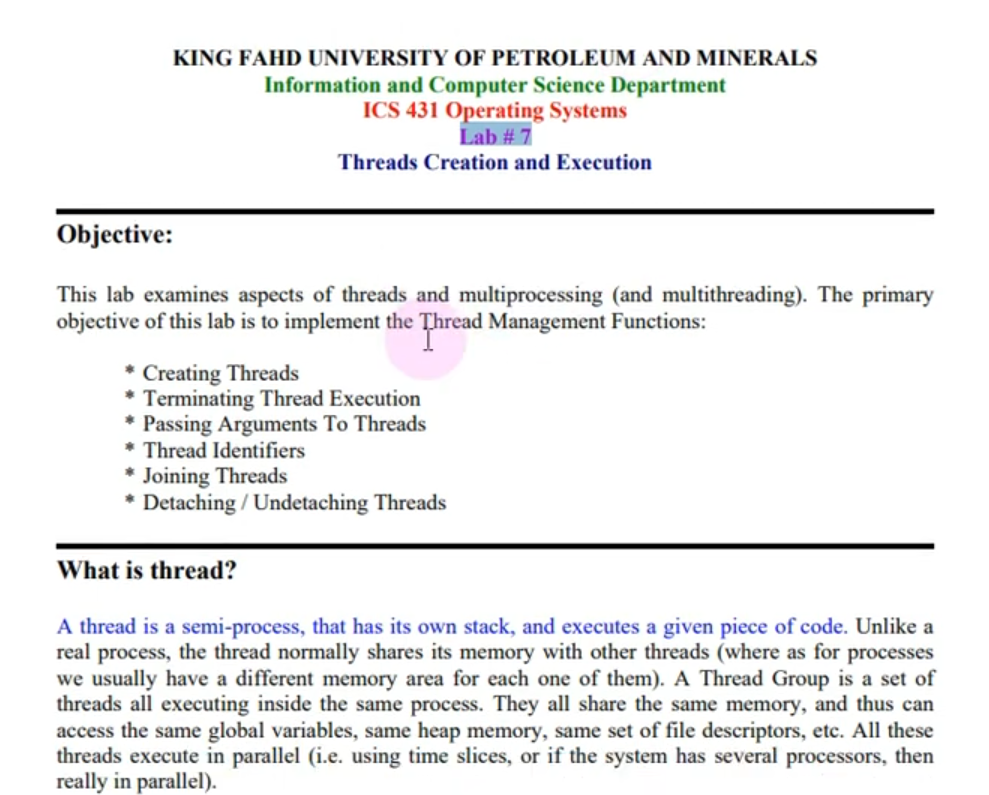 KING FAHD UNIVERSITY OF PETROLEUM AND MINERALS
Information and Computer Science Department
ICS 431 Operating Systems
Lab # 7
Threads Creation and Execution
Objective:
This lab examines aspects of threads and multiprocessing (and multithreading). The primary
objective of this lab is to implement the Thread Management Functions:
* Creating Threads
* Terminating Thread Execution
* Passing Arguments To Threads
* Thread Identifiers
* Joining Threads
* Detaching / Undetaching Threads
What is thread?
A thread is a semi-process, that has its own stack, and executes a given piece of code. Unlike a
real process, the thread normally shares its memory with other threads (where as for processes
we usually have a different memory area for each one of them). A Thread Group is a set of
threads all executing inside the same process. They all share the same memory, and thus can
access the same global variables, same heap memory, same set of file descriptors, etc. All these
threads execute in parallel (i.e. using time slices, or if the system has several processors, then
really in parallel).